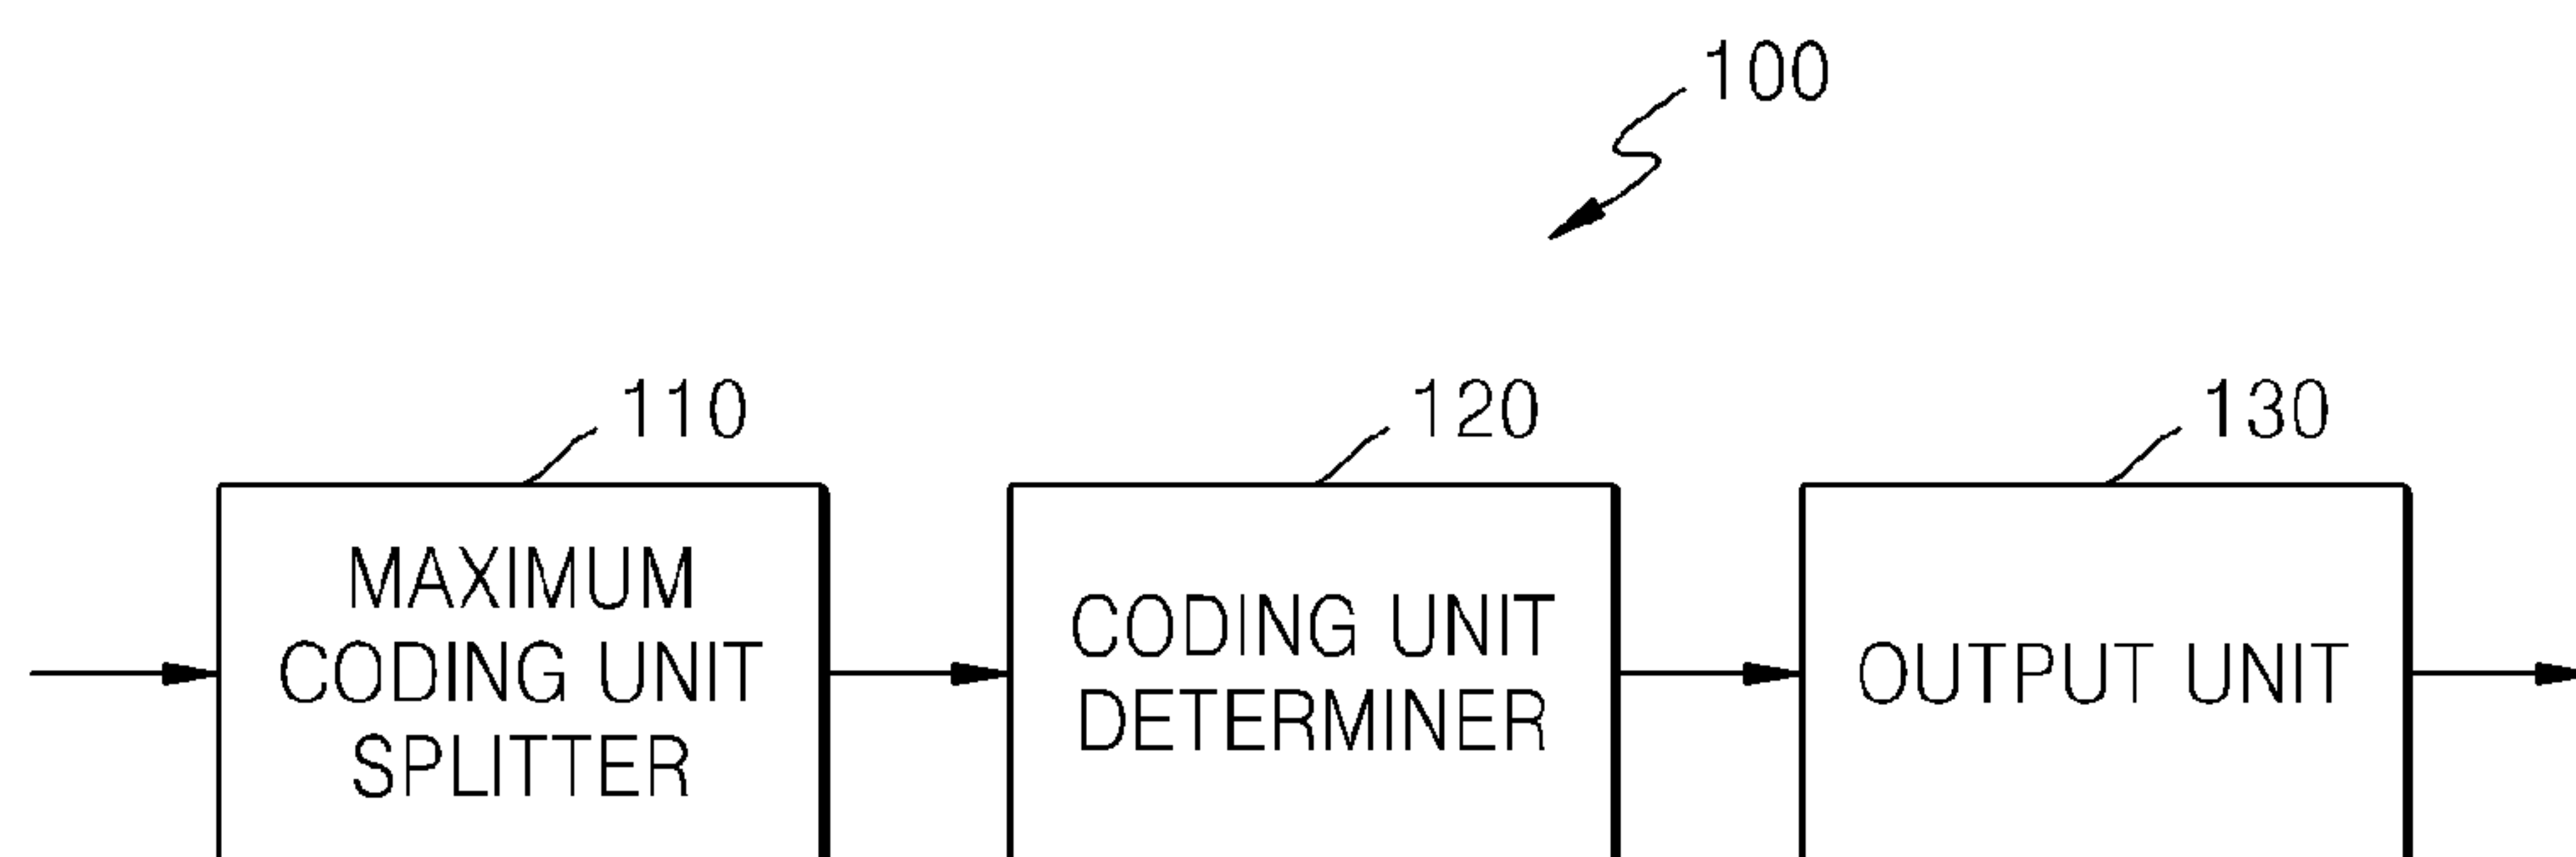 100
110
120
130
MAXIMUM
CODING UNIT
SPLITTER
CODING UNIT
DETERMINER
OUTPUT UNIT